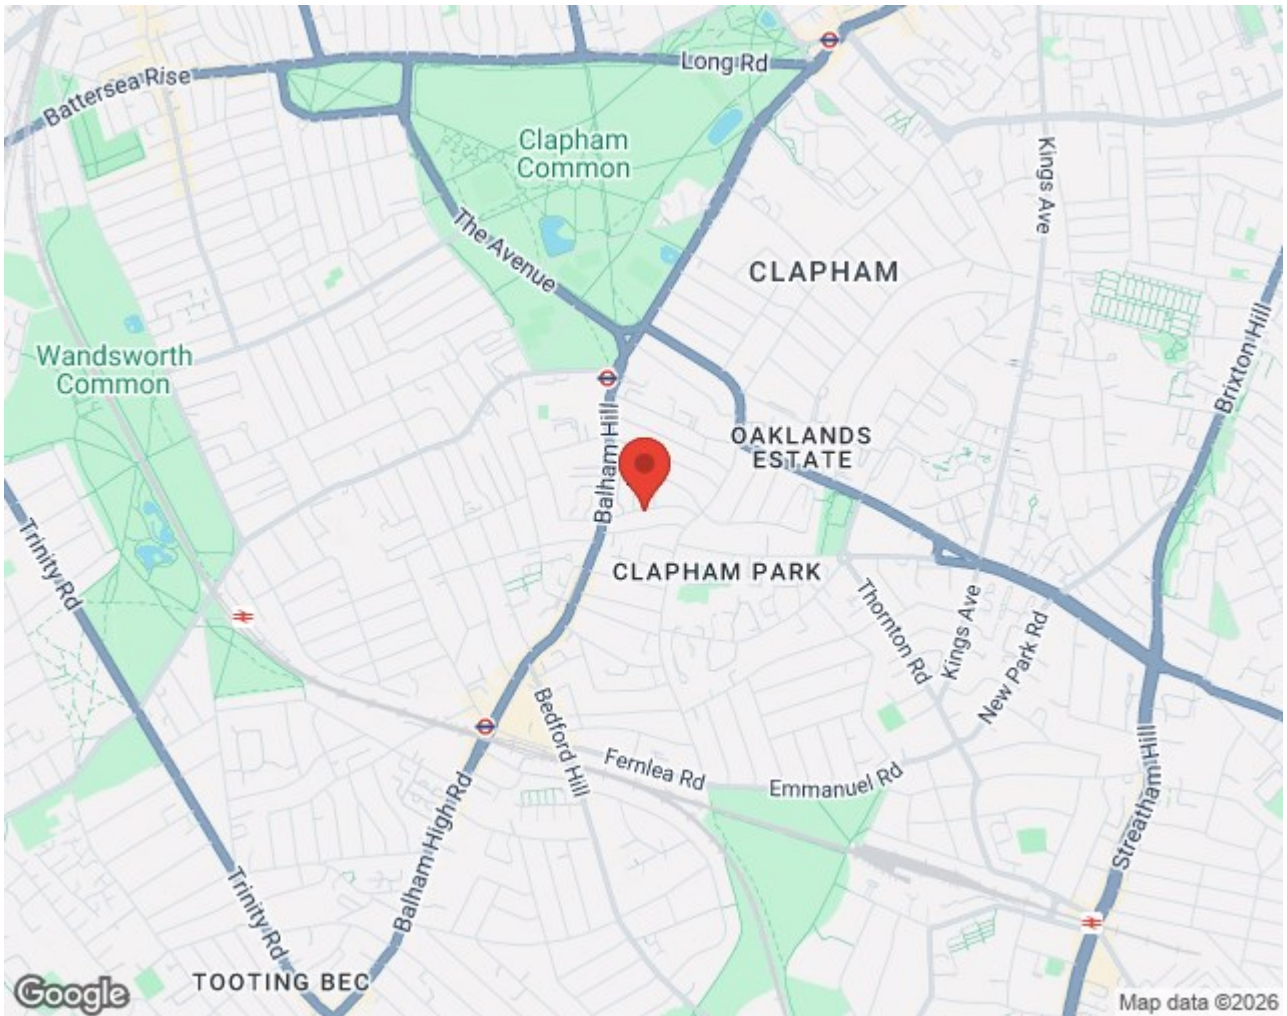 Long Rd
Battersea Rise
Clapham
Common
Kings Ave
The Avenue
CLAPHAM
Wandsworth
Common
Brixton Hill
Balham Hill
OAKLANDS
ESTATE
Trinity Rd
CLAPHAM PARK
Thornton Rd
Kings Ave
New Park Rd
Bedford Hill
Fernlea Rd
Emmanuel Rd
Streatham Hill
Balham High Rd
Trinity Rd
TOOTING BEC
Google
Map data ©2026